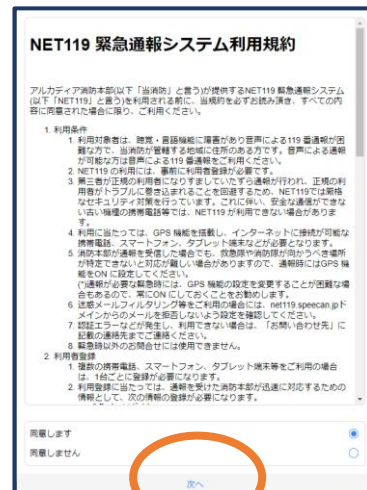 NET119 緊急通報システム利用規約
アルカディア消防本部(以下「当消防」と言う)が提供するNET119 緊急通報システム
(以下「NET119」と言う)を利用される前に、当規約を必ずお読み頂き、すべての内
容に同意された場合に限り、ご利用ください。
1. 利用条件
1. 利用対象者は、聴覚・言語機能に障害があり音声による119 番通報が困
難な方で、当消防が管轄する地域に住所のある方です。音声による通報
が可能な方は音声による119 番通報をご利用ください。
2. NET119 の利用には、事前に利用者登録が必要です。
3. 第三者が正規の利用者になりすましていたずら通報が行われ、正規の利
用者がトラブルに巻き込まれることを回避するため、NET119では厳格
なセキュリティ対策を行っています。これに伴い、安全な通信ができな
い古い機種の携帯電話等では、NET119 が利用できない場合がありま
す。
4. 利用に当たっては、GPS 機能を搭載し、インターネットに接続が可能な
携帯電話、スマートフォン、タブレット端末などが必要となります。
5. 消防本部が通報を受信した場合でも、救急隊や消防隊が向かうべき場所
が特定できないと対応が難しい場合がありますので、通報時にはGPS 機
能をON に設定してください。
(*)通報が必要な緊急時には、GPS 機能の設定を変更することが困難な場
合もあるので、常にON にしておくことをお勧めします。
6. 迷惑メールフィルタリング等をご利用の場合には、net119.speecan.jpド
メインからのメールを拒否しないよう設定を確認してください。
7. 認証エラーなどが発生し、利用できない場合は、「お問い合わせ先」に
記載の連絡先までご連絡ください。
8. 緊急時以外のお問合せには使用できません。
2. 利用者登録
1. 複数の携帯電話、スマートフォン、タブレット端末等をご利用の場合
は、1台ごとに登録が必要になります。
2. 利用登録に当たっては、通報を受けた消防本部が迅速に対応するための
情報として、次の情報の登録が必要になります。
同意します
同意しません
次へ